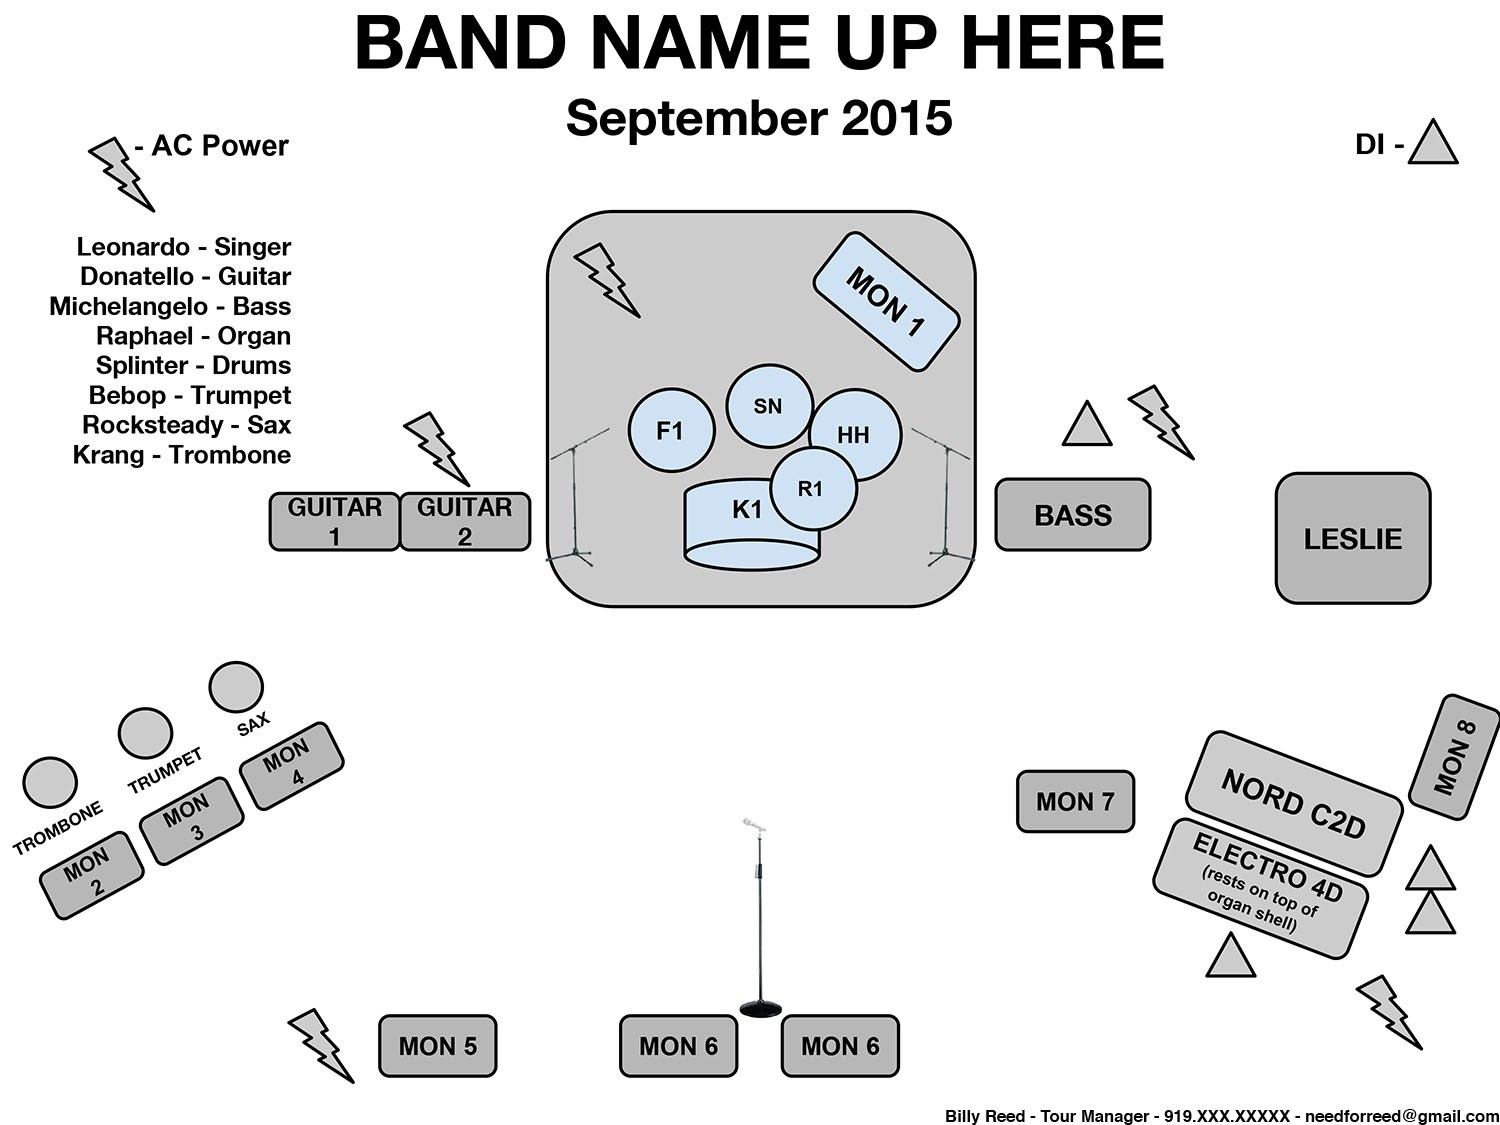 BAND NAME UP HERE
September 2015
- AC Power
DI -
Leonardo - Singer
Donatello - Guitar
Michelangelo - Bass
Raphael - Organ
Splinter - Drums
Bebop - Trumpet
Rocksteady - Sax
Krang - Trombone
MON 1
F1
SN
HH
R1
K1
GUITAR
1
GUITAR
2
BASS
LESLIE
SAX
TRUMPET
TROMBONE
MON
4
MON
3
MON
2
MON 7
NORD C2D
MON 8
ELECTRO 4D
(rests on top of
organ shell)
MON 5
MON 6
MON 6
Billy Reed - Tour Manager - 919.XXX.XXXXX - needforreed@gmail.com